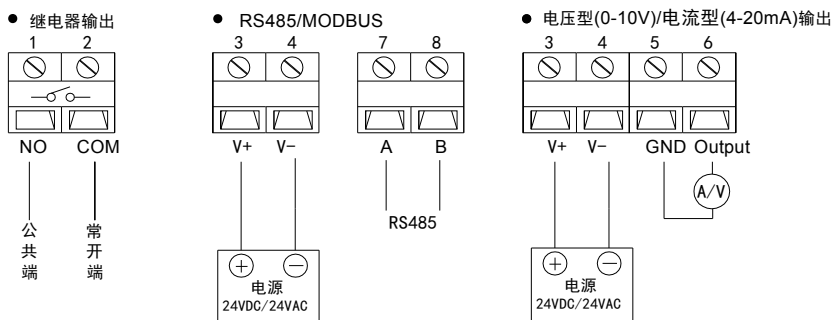 ● 继电器输出
1 2
NO COM
公共端
常开端
● RS485/MODBUS
3 4 7 8
V+ V- A B
RS485
+ −
电源
24VDC/24VAC
● 电压型(0-10V)/电流型(4-20mA)输出
3 4 5 6
V+ V- GND Output
A/V
+ −
电源
24VDC/24VAC